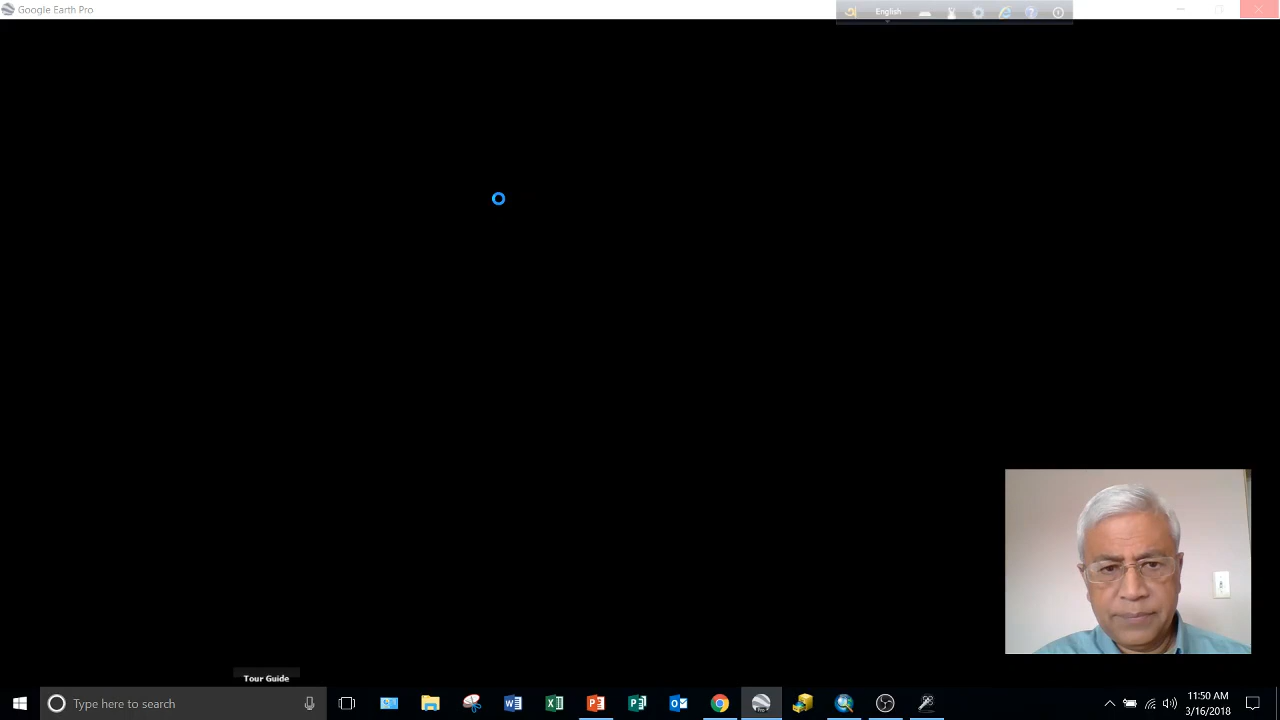 Google Earth Pro
English
Tour Guide
Type here to search
11:50 AM
3/16/2018